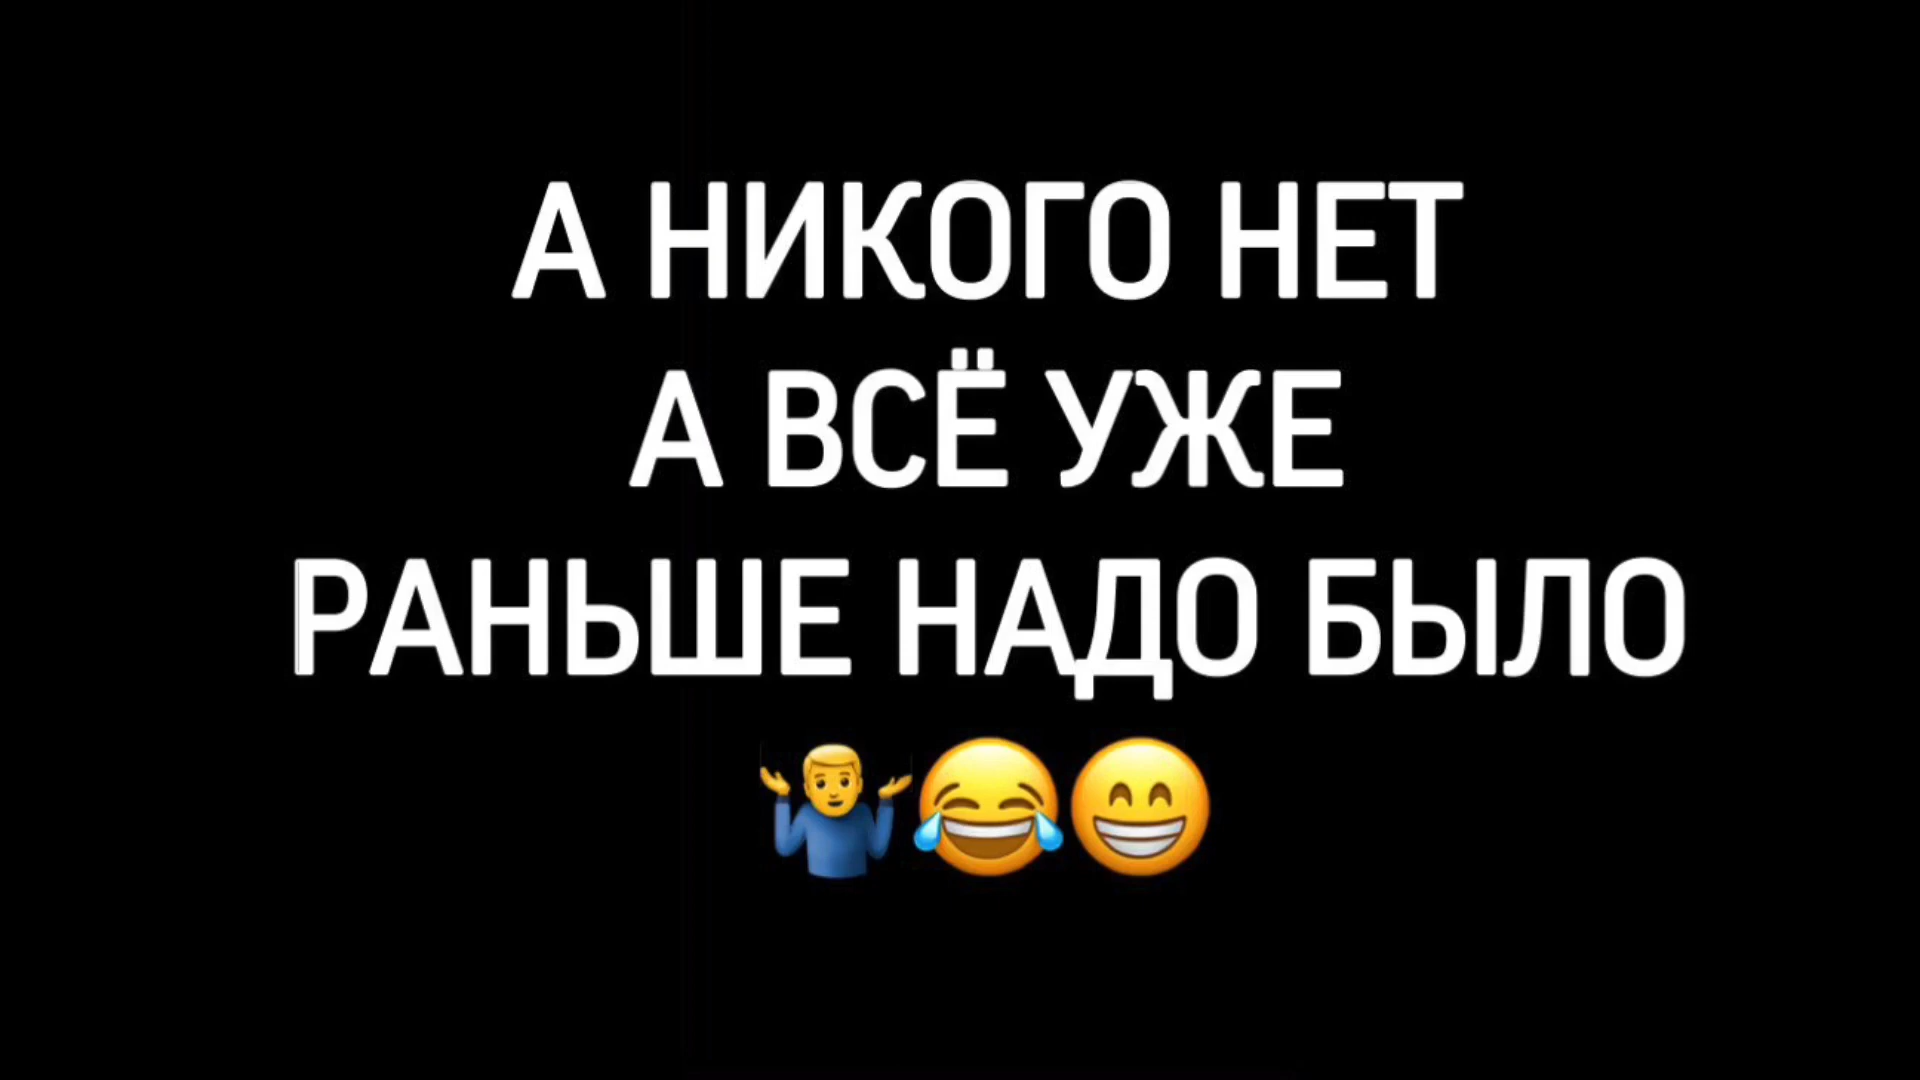 А НИКОГО НЕТ
А ВСЁ УЖЕ
РАНЬШЕ НАДО БЫЛО
🤷‍♂️😂😁